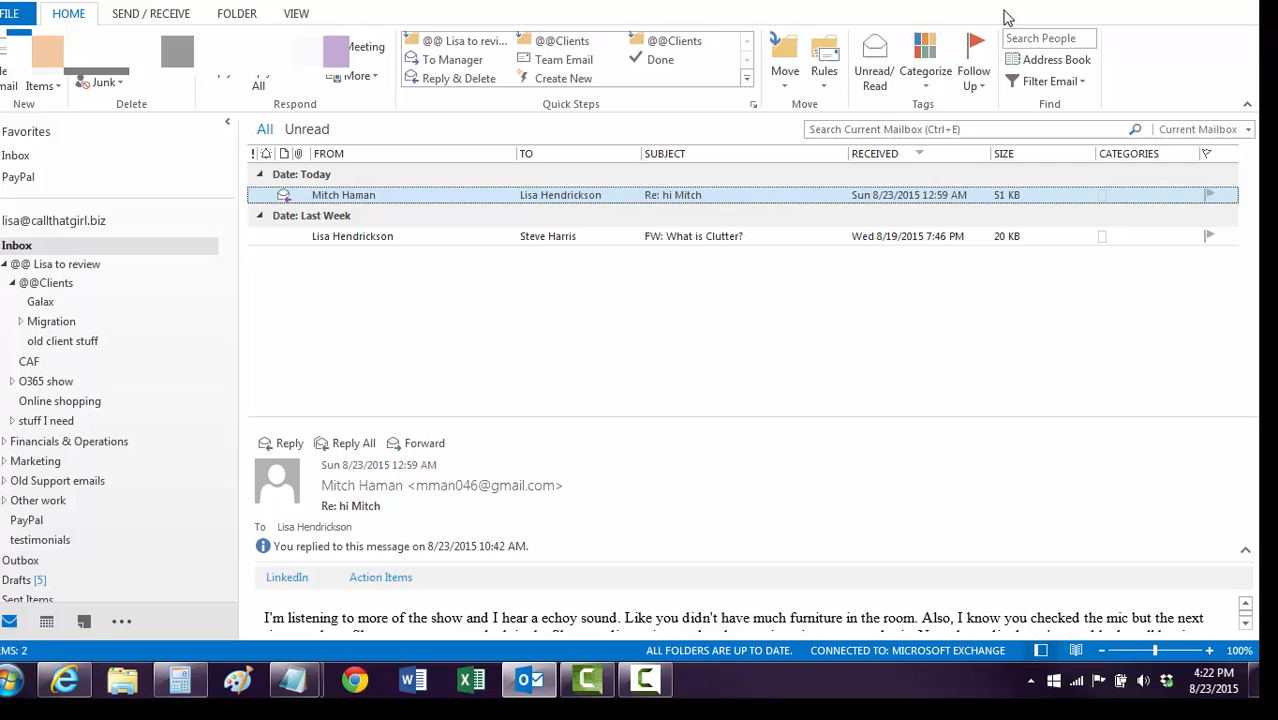 FILE HOME SEND / RECEIVE FOLDER VIEW
Items
New
Junk
Delete
All
Meeting
More
Respond
@@ Lisa to revi... @@Clients @@Clients
To Manager Team Email Done
Reply & Delete Create New
Quick Steps
Move Rules
Move
Unread/ Read
Categorize
Follow Up
Tags
Search People
Address Book
Filter Email
Find
Favorites
Inbox
PayPal
lisa@callthatgirl.biz
Inbox
@@ Lisa to review
@@Clients
Galax
Migration
old client stuff
CAF
O365 show
Online shopping
stuff I need
Financials & Operations
Marketing
Old Support emails
Other work
PayPal
testimonials
Outbox
Drafts [5]
Sent Items
All Unread
Search Current Mailbox (Ctrl+E) Current Mailbox
! FROM TO SUBJECT RECEIVED SIZE CATEGORIES
Date: Today
Mitch Haman Lisa Hendrickson Re: hi Mitch Sun 8/23/2015 12:59 AM 51 KB
Date: Last Week
Lisa Hendrickson Steve Harris FW: What is Clutter? Wed 8/19/2015 7:46 PM 20 KB
Reply Reply All Forward
Sun 8/23/2015 12:59 AM
Mitch Haman <mman046@gmail.com>
Re: hi Mitch
To Lisa Hendrickson
You replied to this message on 8/23/2015 10:42 AM.
LinkedIn Action Items
I'm listening to more of the show and I hear a echoy sound. Like you didn't have much furniture in the room. Also, I know you checked the mic but the next
EMS: 2 ALL FOLDERS ARE UP TO DATE. CONNECTED TO: MICROSOFT EXCHANGE 100%
4:22 PM
8/23/2015